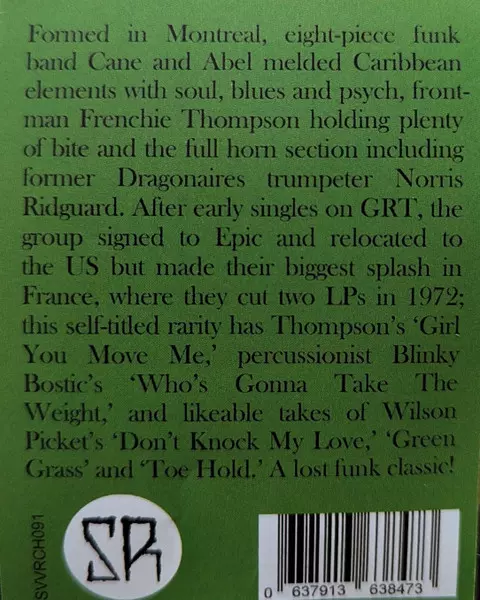 Formed in Montreal, eight-piece funk
band Cane and Abel melded Caribbean
elements with soul, blues and psych, front-
man Frenchie Thompson holding plenty
of bite and the full horn section including
former Dragonaires trumpeter Norris
Ridguard. After early singles on GRT, the
group signed to Epic and relocated to
the US but made their biggest splash in
France, where they cut two LPs in 1972;
this self-titled rarity has Thompson's 'Girl
You Move Me,' percussionist Blinky
Bostic's 'Who's Gonna Take The
Weight,' and likeable takes of Wilson
Picket's 'Don't Knock My Love,' 'Green
Grass' and 'Toe Hold.' A lost funk classic!
SVVRCH091
SR
0 637913 638473